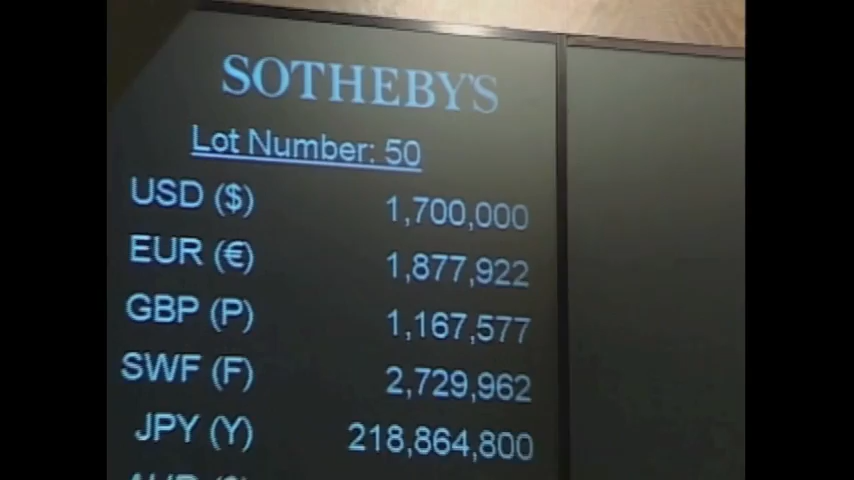 SOTHEBY'S
Lot Number: 50
USD ($) 1,700,000
EUR (€) 1,877,922
GBP (P) 1,167,577
SWF (F) 2,729,962
JPY (Y) 218,864,800